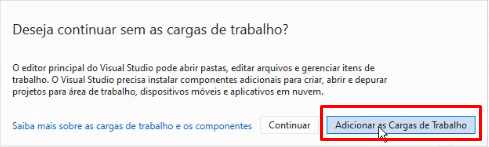 Deseja continuar sem as cargas de trabalho?
O editor principal do Visual Studio pode abrir pastas, editar arquivos e gerenciar itens de
trabalho. O Visual Studio precisa instalar componentes adicionais para criar, abrir e depurar
projetos para área de trabalho, dispositivos móveis e aplicativos em nuvem.
Saiba mais sobre as cargas de trabalho e os componentes Continuar Adicionar as Cargas de Trabalho